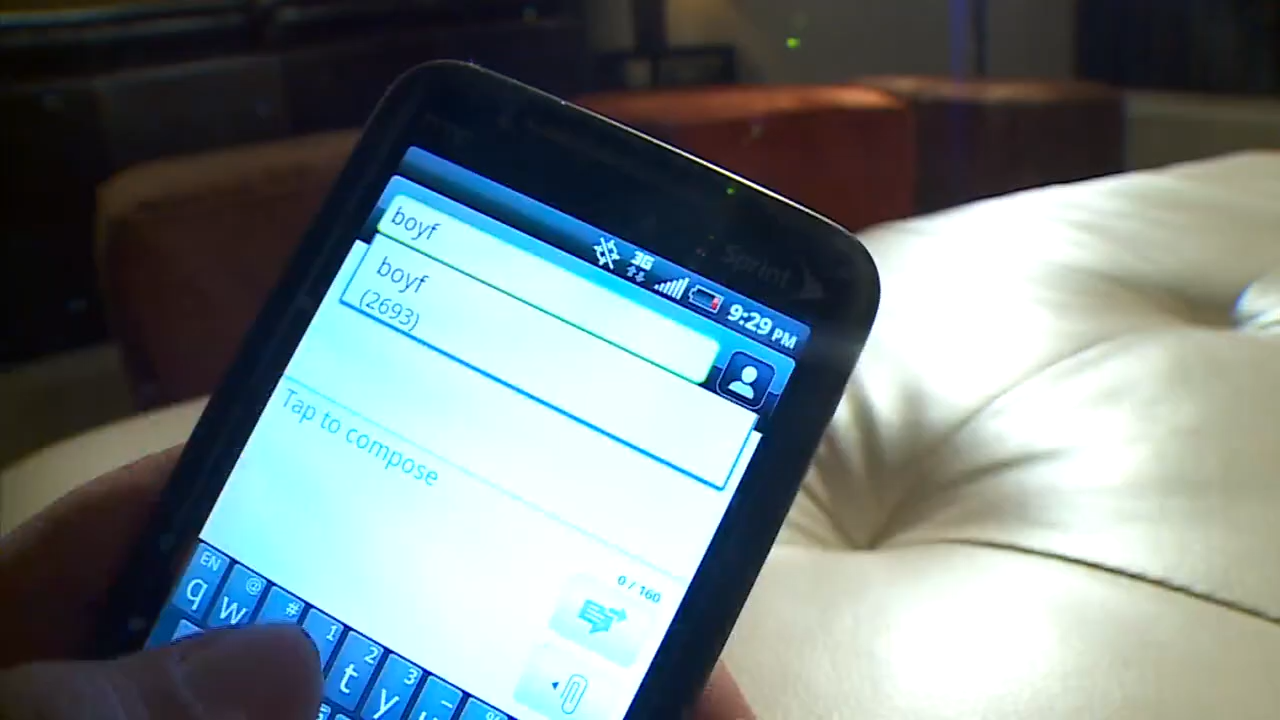 Sprint
3G
9:29 PM
boyf
boyf
(2693)
Tap to compose
0 / 160
EN
@
#
1
2
3
q
w
t
y